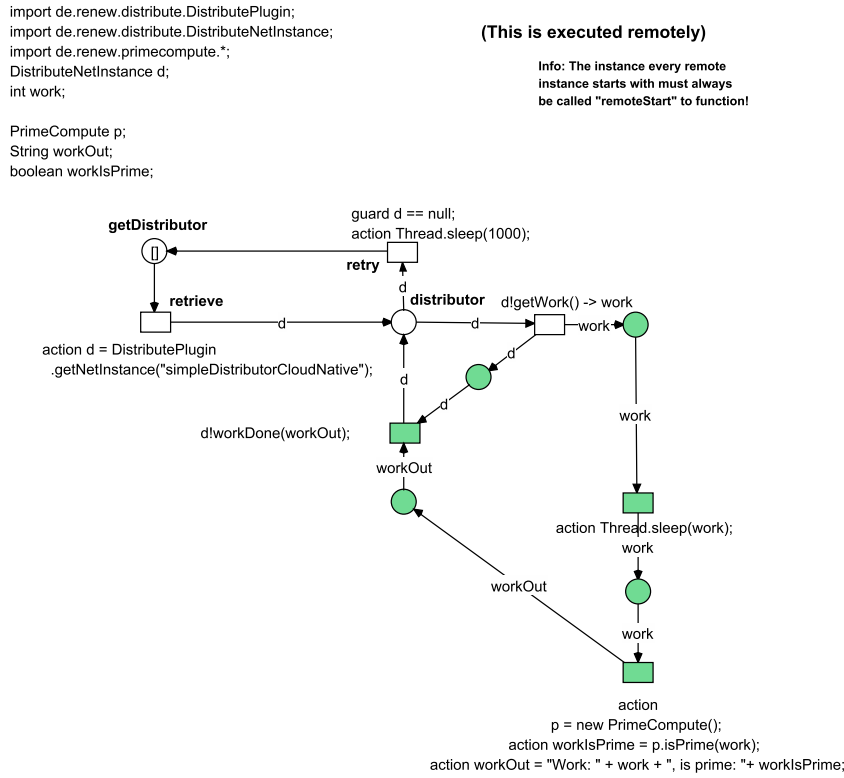 import de.renew.distribute.DistributePlugin;
import de.renew.distribute.DistributeNetInstance;
import de.renew.primecompute.*;
DistributeNetInstance d;
int work;
PrimeCompute p;
String workOut;
boolean workIsPrime;
(This is executed remotely)
Info: The instance every remote
instance starts with must always
be called "remoteStart" to function!
guard d == null;
action Thread.sleep(1000);
getDistributor
[]
retry
d
retrieve
distributor
d!getWork() -> work
d
d
work
action d = DistributePlugin
.getNetInstance("simpleDistributorCloudNative");
d
d
d
work
d!workDone(workOut);
workOut
action Thread.sleep(work);
work
workOut
work
action
p = new PrimeCompute();
action workIsPrime = p.isPrime(work);
action workOut = "Work: " + work + ", is prime: "+ workIsPrime;